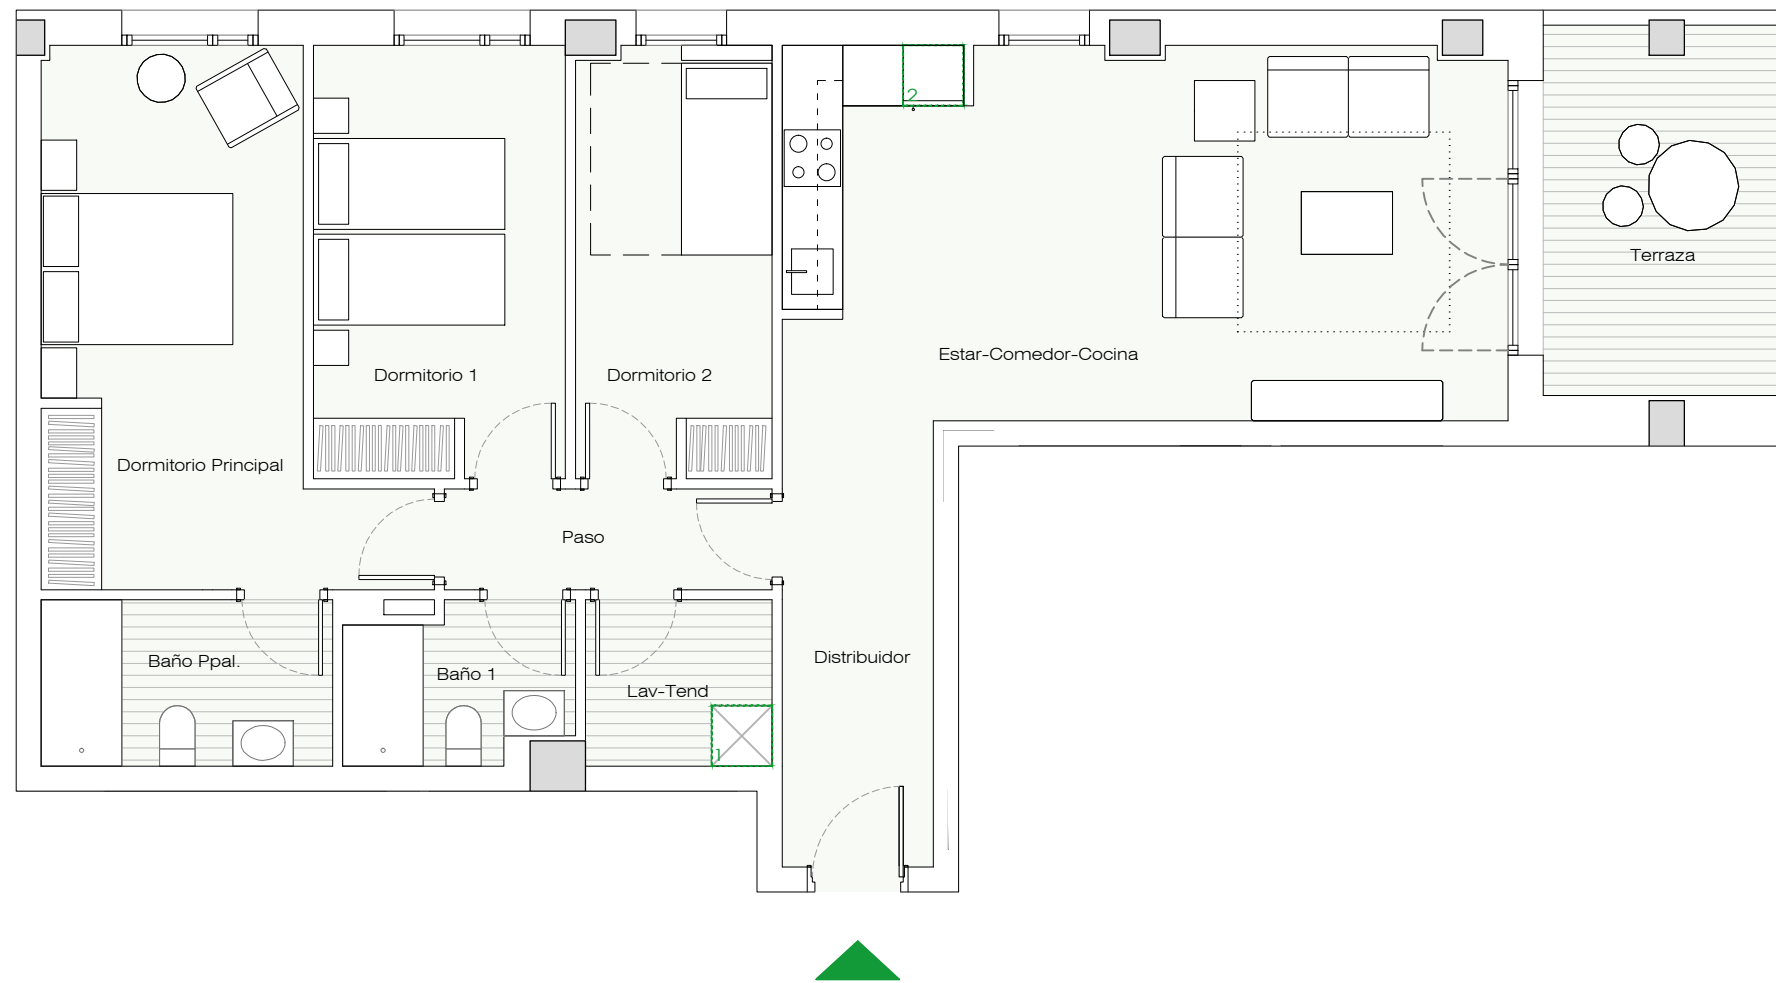 2
Terraza
Estar-Comedor-Cocina
Dormitorio 1
Dormitorio 2
Dormitorio Principal
Paso
Distribuidor
Baño Ppal.
Baño 1
Lav-Tend
1